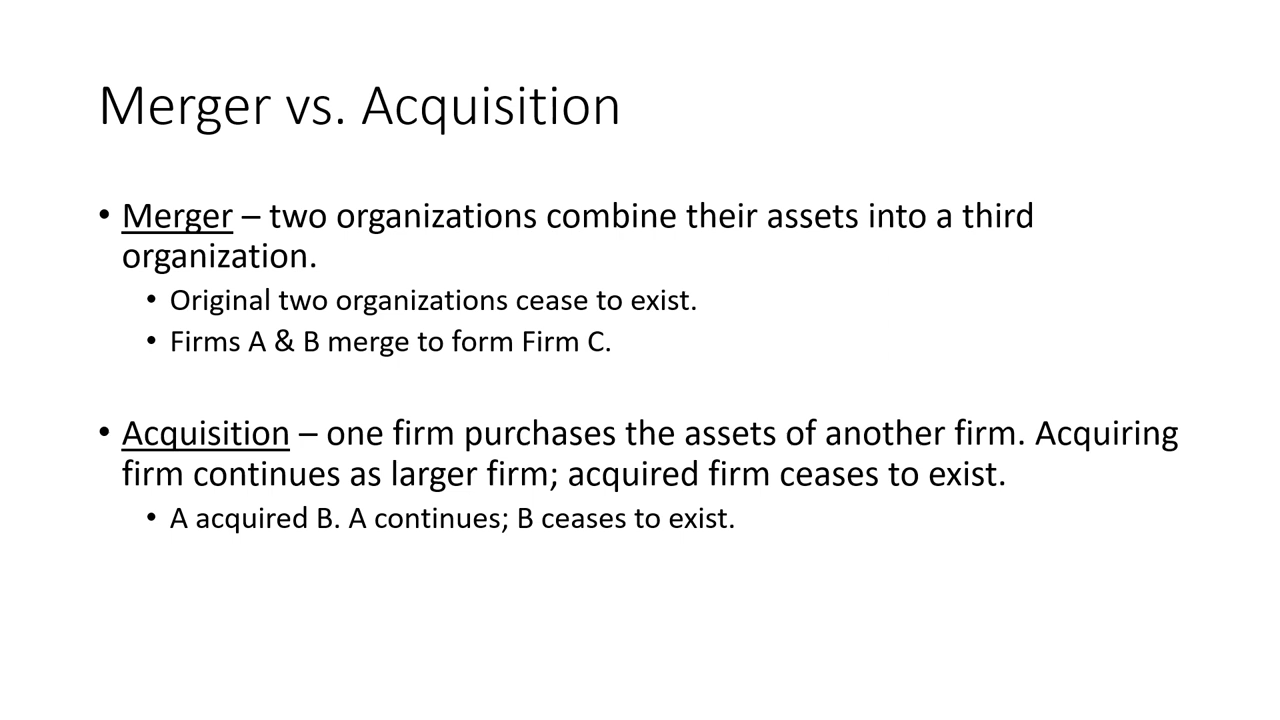 Merger vs. Acquisition
• Merger – two organizations combine their assets into a third
organization.
• Original two organizations cease to exist.
• Firms A & B merge to form Firm C.
• Acquisition – one firm purchases the assets of another firm. Acquiring
firm continues as larger firm; acquired firm ceases to exist.
• A acquired B. A continues; B ceases to exist.